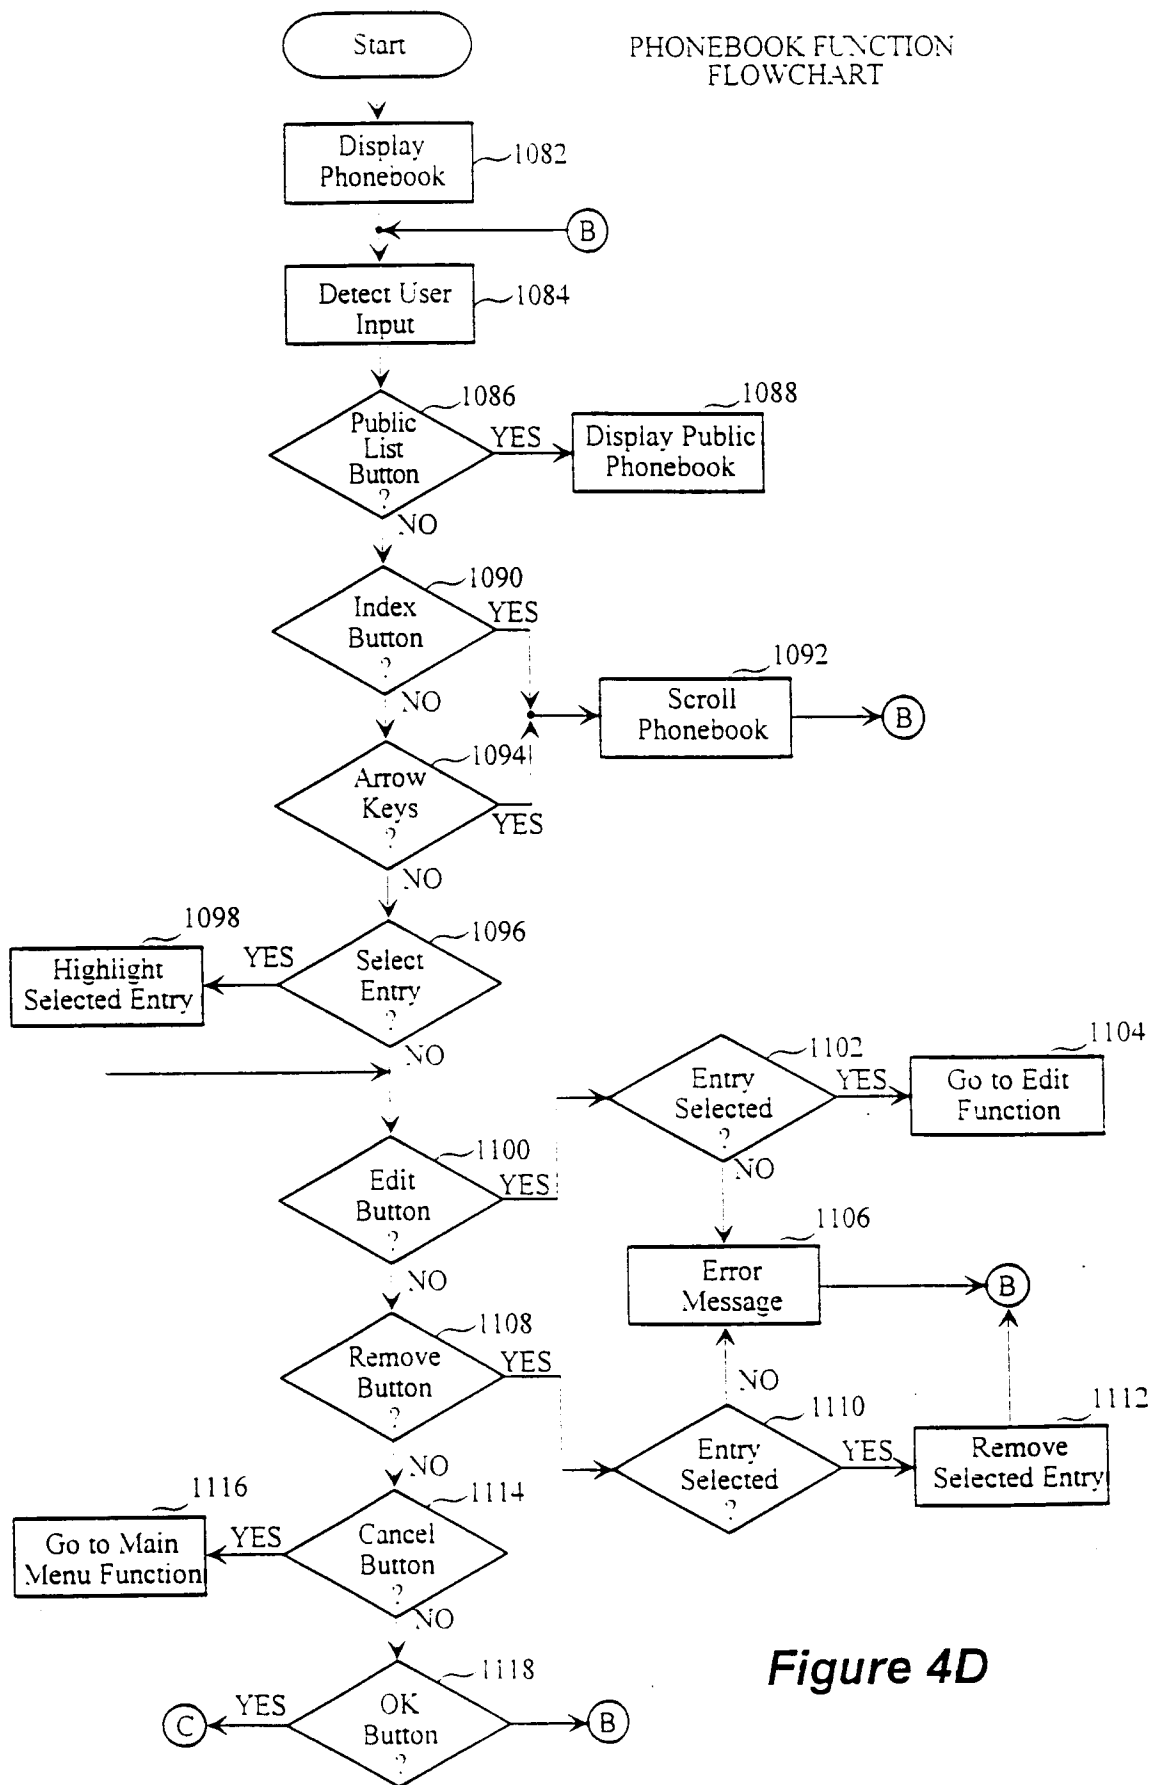 Start
PHONEBOOK FUNCTION
FLOWCHART
Display
Phonebook
1082
B
Detect User
Input
1084
1086
Public
List
Button
?
YES
NO
1088
Display Public
Phonebook
1090
Index
Button
?
YES
NO
1092
Scroll
Phonebook
B
1094
Arrow
Keys
?
YES
NO
1098
Highlight
Selected Entry
YES
1096
Select
Entry
?
NO
1102
Entry
Selected
?
YES
NO
1104
Go to Edit
Function
1100
Edit
Button
?
YES
NO
1106
Error
Message
B
1108
Remove
Button
?
YES
NO
NO
1110
Entry
Selected
?
YES
1112
Remove
Selected Entry
1116
Go to Main
Menu Function
YES
1114
Cancel
Button
?
NO
Figure 4D
1118
C
YES
OK
Button
?
B